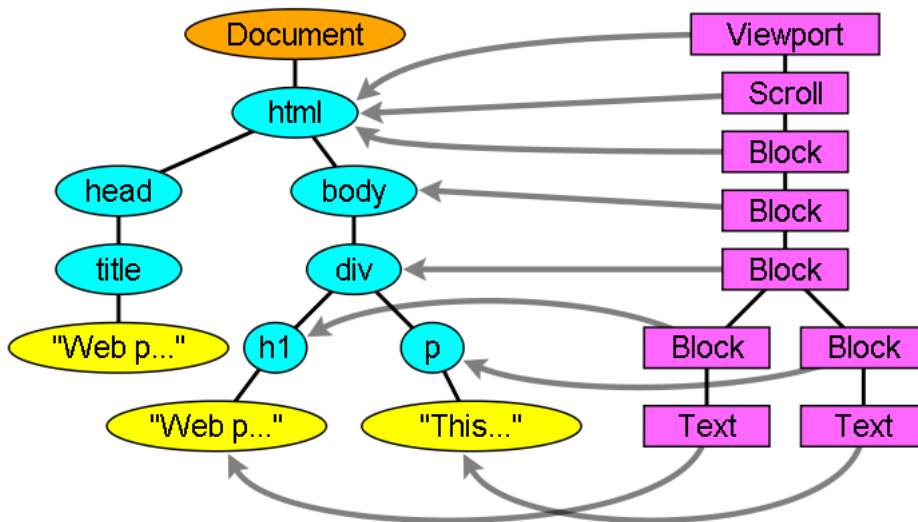 Document
Viewport
html
Scroll
Block
head
body
Block
title
div
Block
"Web p..."
h1
p
Block
Block
"Web p..."
"This..."
Text
Text